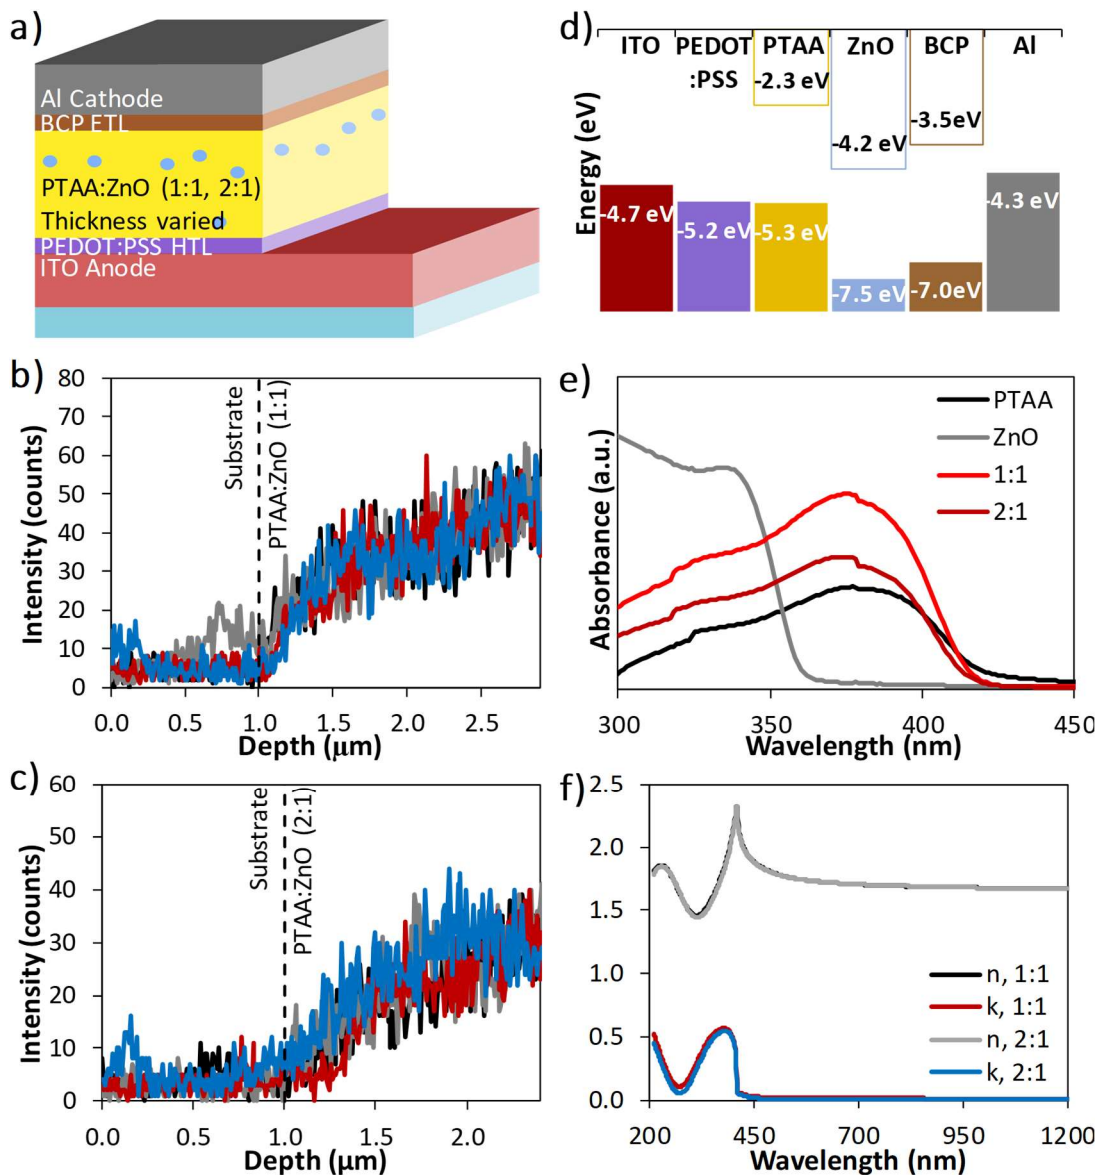 a)
Al Cathode
BCP ETL
PTAA:ZnO (1:1, 2:1)
Thickness varied
PEDOT:PSS HTL
ITO Anode
d)
ITO PEDOT :PSS PTAA ZnO BCP Al
Energy (eV)
-2.3 eV
-4.2 eV
-3.5eV
-4.7 eV
-5.2 eV
-5.3 eV
-7.5 eV
-7.0eV
-4.3 eV
b)
Intensity (counts)
80
70
60
50
40
30
20
10
0
Substrate
PTAA:ZnO (1:1)
0.0 0.5 1.0 1.5 2.0 2.5
Depth (μm)
e)
Absorbance (a.u.)
PTAA
ZnO
1:1
2:1
300 350 400 450
Wavelength (nm)
c)
Intensity (counts)
60
50
40
30
20
10
0
Substrate
PTAA:ZnO (2:1)
0.0 0.5 1.0 1.5 2.0
Depth (μm)
f)
2.5
2.0
1.5
1.0
0.5
0.0
n, 1:1
k, 1:1
n, 2:1
k, 2:1
200 450 700 950 1200
Wavelength (nm)